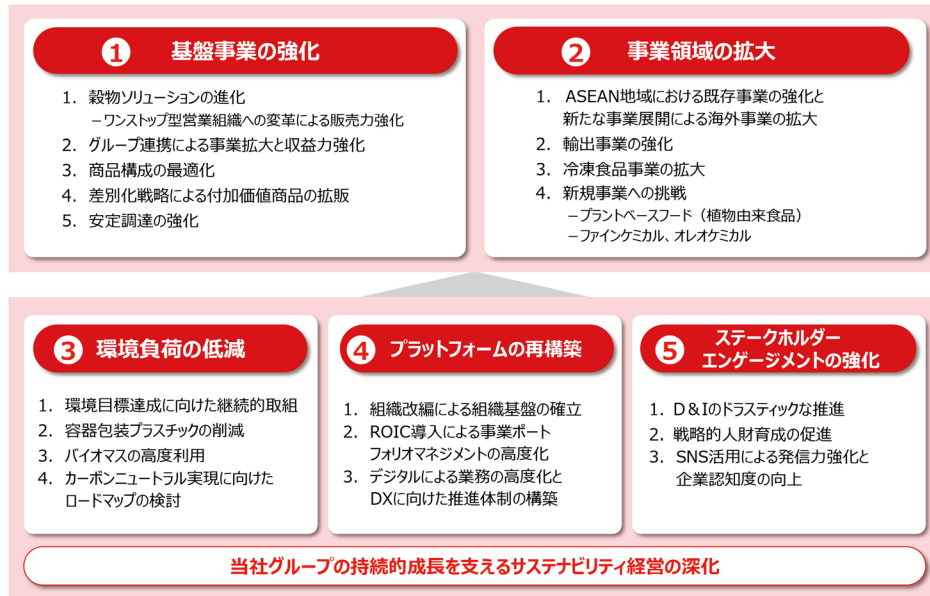 ❶ 基盤事業の強化
1. 穀物ソリューションの進化
－ワンストップ型営業組織への変革による販売力強化
2. グループ連携による事業拡大と収益力強化
3. 商品構成の最適化
4. 差別化戦略による付加価値商品の拡販
5. 安定調達の強化
❷ 事業領域の拡大
1. ASEAN地域における既存事業の強化と
新たな事業展開による海外事業の拡大
2. 輸出事業の強化
3. 冷凍食品事業の拡大
4. 新規事業への挑戦
－プラントベースフード（植物由来食品）
－ファインケミカル、オレオケミカル
❸ 環境負荷の低減
1. 環境目標達成に向けた継続的取組
2. 容器包装プラスチックの削減
3. バイオマスの高度利用
4. カーボンニュートラル実現に向けた
ロードマップの検討
❹ プラットフォームの再構築
1. 組織改編による組織基盤の確立
2. ROIC導入による事業ポート
フォリオマネジメントの高度化
3. デジタルによる業務の高度化と
DXに向けた推進体制の構築
❺ ステークホルダー
エンゲージメントの強化
1. D＆Iのドラスティックな推進
2. 戦略的人財育成の促進
3. SNS活用による発信力強化と
企業認知度の向上
当社グループの持続的成長を支えるサステナビリティ経営の深化